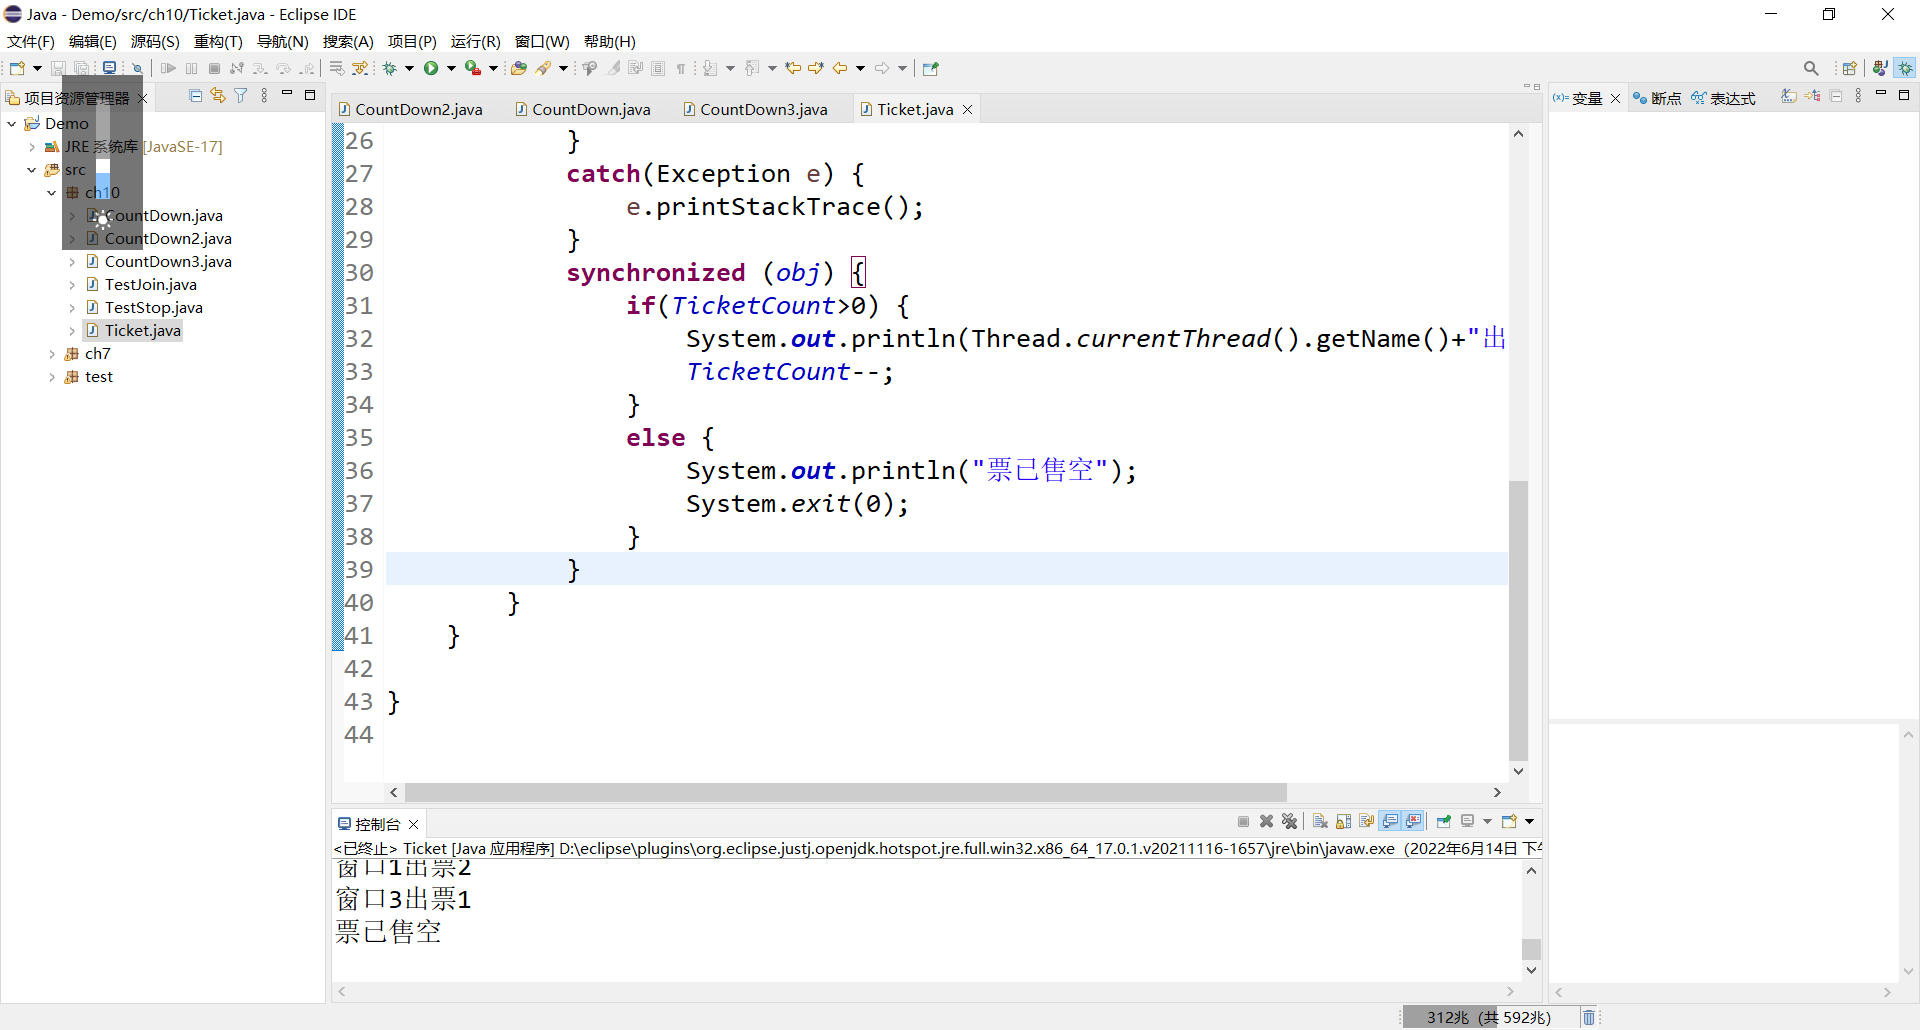 Java - Demo/src/ch10/Ticket.java - Eclipse IDE
文件(F) 编辑(E) 源码(S) 重构(T) 导航(N) 搜索(A) 项目(P) 运行(R) 窗口(W) 帮助(H)
项目资源管理器
Demo
JRE 系统库 [JavaSE-17]
src
ch10
CountDown.java
CountDown2.java
CountDown3.java
TestJoin.java
TestStop.java
Ticket.java
ch7
test
CountDown2.java CountDown.java CountDown3.java Ticket.java
26 }
27 catch(Exception e) {
28 e.printStackTrace();
29 }
30 synchronized (obj) {
31 if(TicketCount>0) {
32 System.out.println(Thread.currentThread().getName()+"出
33 TicketCount--;
34 }
35 else {
36 System.out.println("票已售空");
37 System.exit(0);
38 }
39 }
40 }
41 }
42
43 }
44
(x)= 变量 断点 表达式
控制台
<已终止> Ticket [Java 应用程序] D:\eclipse\plugins\org.eclipse.justj.openjdk.hotspot.jre.full.win32.x86_64_17.0.1.v20211116-1657\jre\bin\javaw.exe (2022年6月14日 下
窗口1出票2
窗口3出票1
票已售空
312兆 (共 592兆)